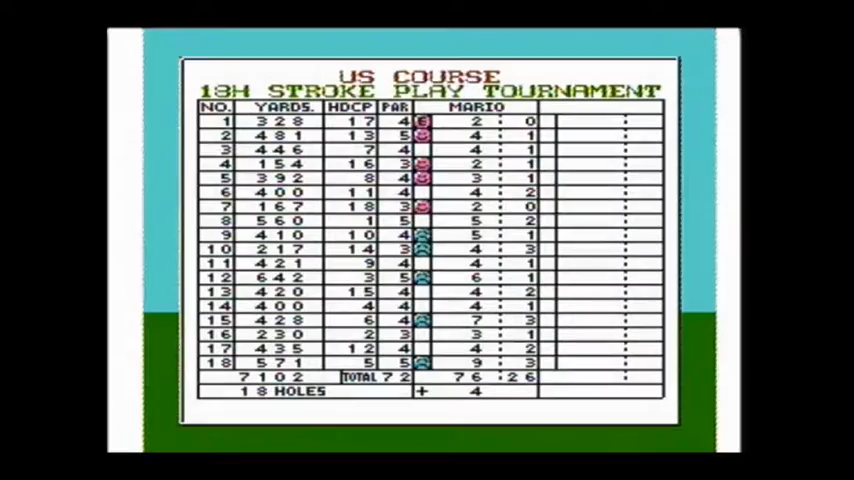 US COURSE
18H STROKE PLAY TOURNAMENT
NO. YARDS. HDCP PAR MARIO
1 328 17 4 2 : 0
2 481 13 5 4 : 1
3 446 7 4 4 : 1
4 154 16 3 2 : 1
5 392 8 4 3 : 1
6 400 11 4 4 : 2
7 167 18 3 2 : 0
8 560 1 5 5 : 2
9 410 10 4 5 : 1
10 217 14 3 4 : 3
11 421 9 4 4 : 1
12 642 3 5 6 : 1
13 420 15 4 4 : 2
14 400 4 4 4 : 1
15 428 6 4 7 : 3
16 230 2 3 3 : 1
17 435 12 4 4 : 2
18 571 5 5 9 : 3
7102 TOTAL 72 76 : 26
18 HOLES + 4